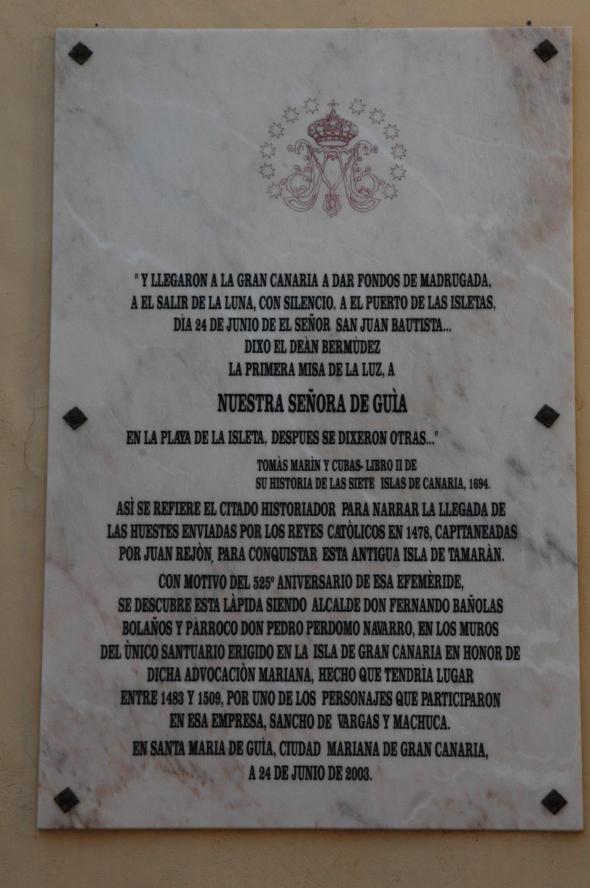 " Y LLEGARON A LA GRAN CANARIA A DAR FONDOS DE MADRUGADA,
A EL SALIR DE LA LUNA, CON SILENCIO, A EL PUERTO DE LAS ISLETAS,
DÌA 24 DE JUNIO DE EL SEÑOR SAN JUAN BAUTISTA...
DIXO EL DEÀN BERMÙDEZ
LA PRIMERA MISA DE LA LUZ, A
NUESTRA SEÑORA DE GUÌA
EN LA PLAYA DE LA ISLETA, DESPUES SE DIXERON OTRAS..."
TOMÀS MARÌN Y CUBAS- LIBRO II DE
SU HISTORIA DE LAS SIETE ISLAS DE CANARIA, 1694.
ASÌ SE REFIERE EL CITADO HISTORIADOR PARA NARRAR LA LLEGADA DE
LAS HUESTES ENVIADAS POR LOS REYES CATÒLICOS EN 1478, CAPITANEADAS
POR JUAN REJÒN, PARA CONQUISTAR ESTA ANTIGUA ISLA DE TAMARÀN.
CON MOTIVO DEL 525º ANIVERSARIO DE ESA EFEMÈRIDE,
SE DESCUBRE ESTA LÀPIDA SIENDO ALCALDE DON FERNANDO BAÑOLAS
BOLAÑOS Y PÀRROCO DON PEDRO PERDOMO NAVARRO, EN LOS MUROS
DEL ÙNICO SANTUARIO ERIGIDO EN LA ISLA DE GRAN CANARIA EN HONOR DE
DICHA ADVOCACIÒN MARIANA, HECHO QUE TENDRÌA LUGAR
ENTRE 1483 Y 1509, POR UNO DE LOS PERSONAJES QUE PARTICIPARON
EN ESA EMPRESA, SANCHO DE VARGAS Y MACHUCA.
EN SANTA MARIA DE GUÌA, CIUDAD MARIANA DE GRAN CANARIA,
A 24 DE JUNIO DE 2003.